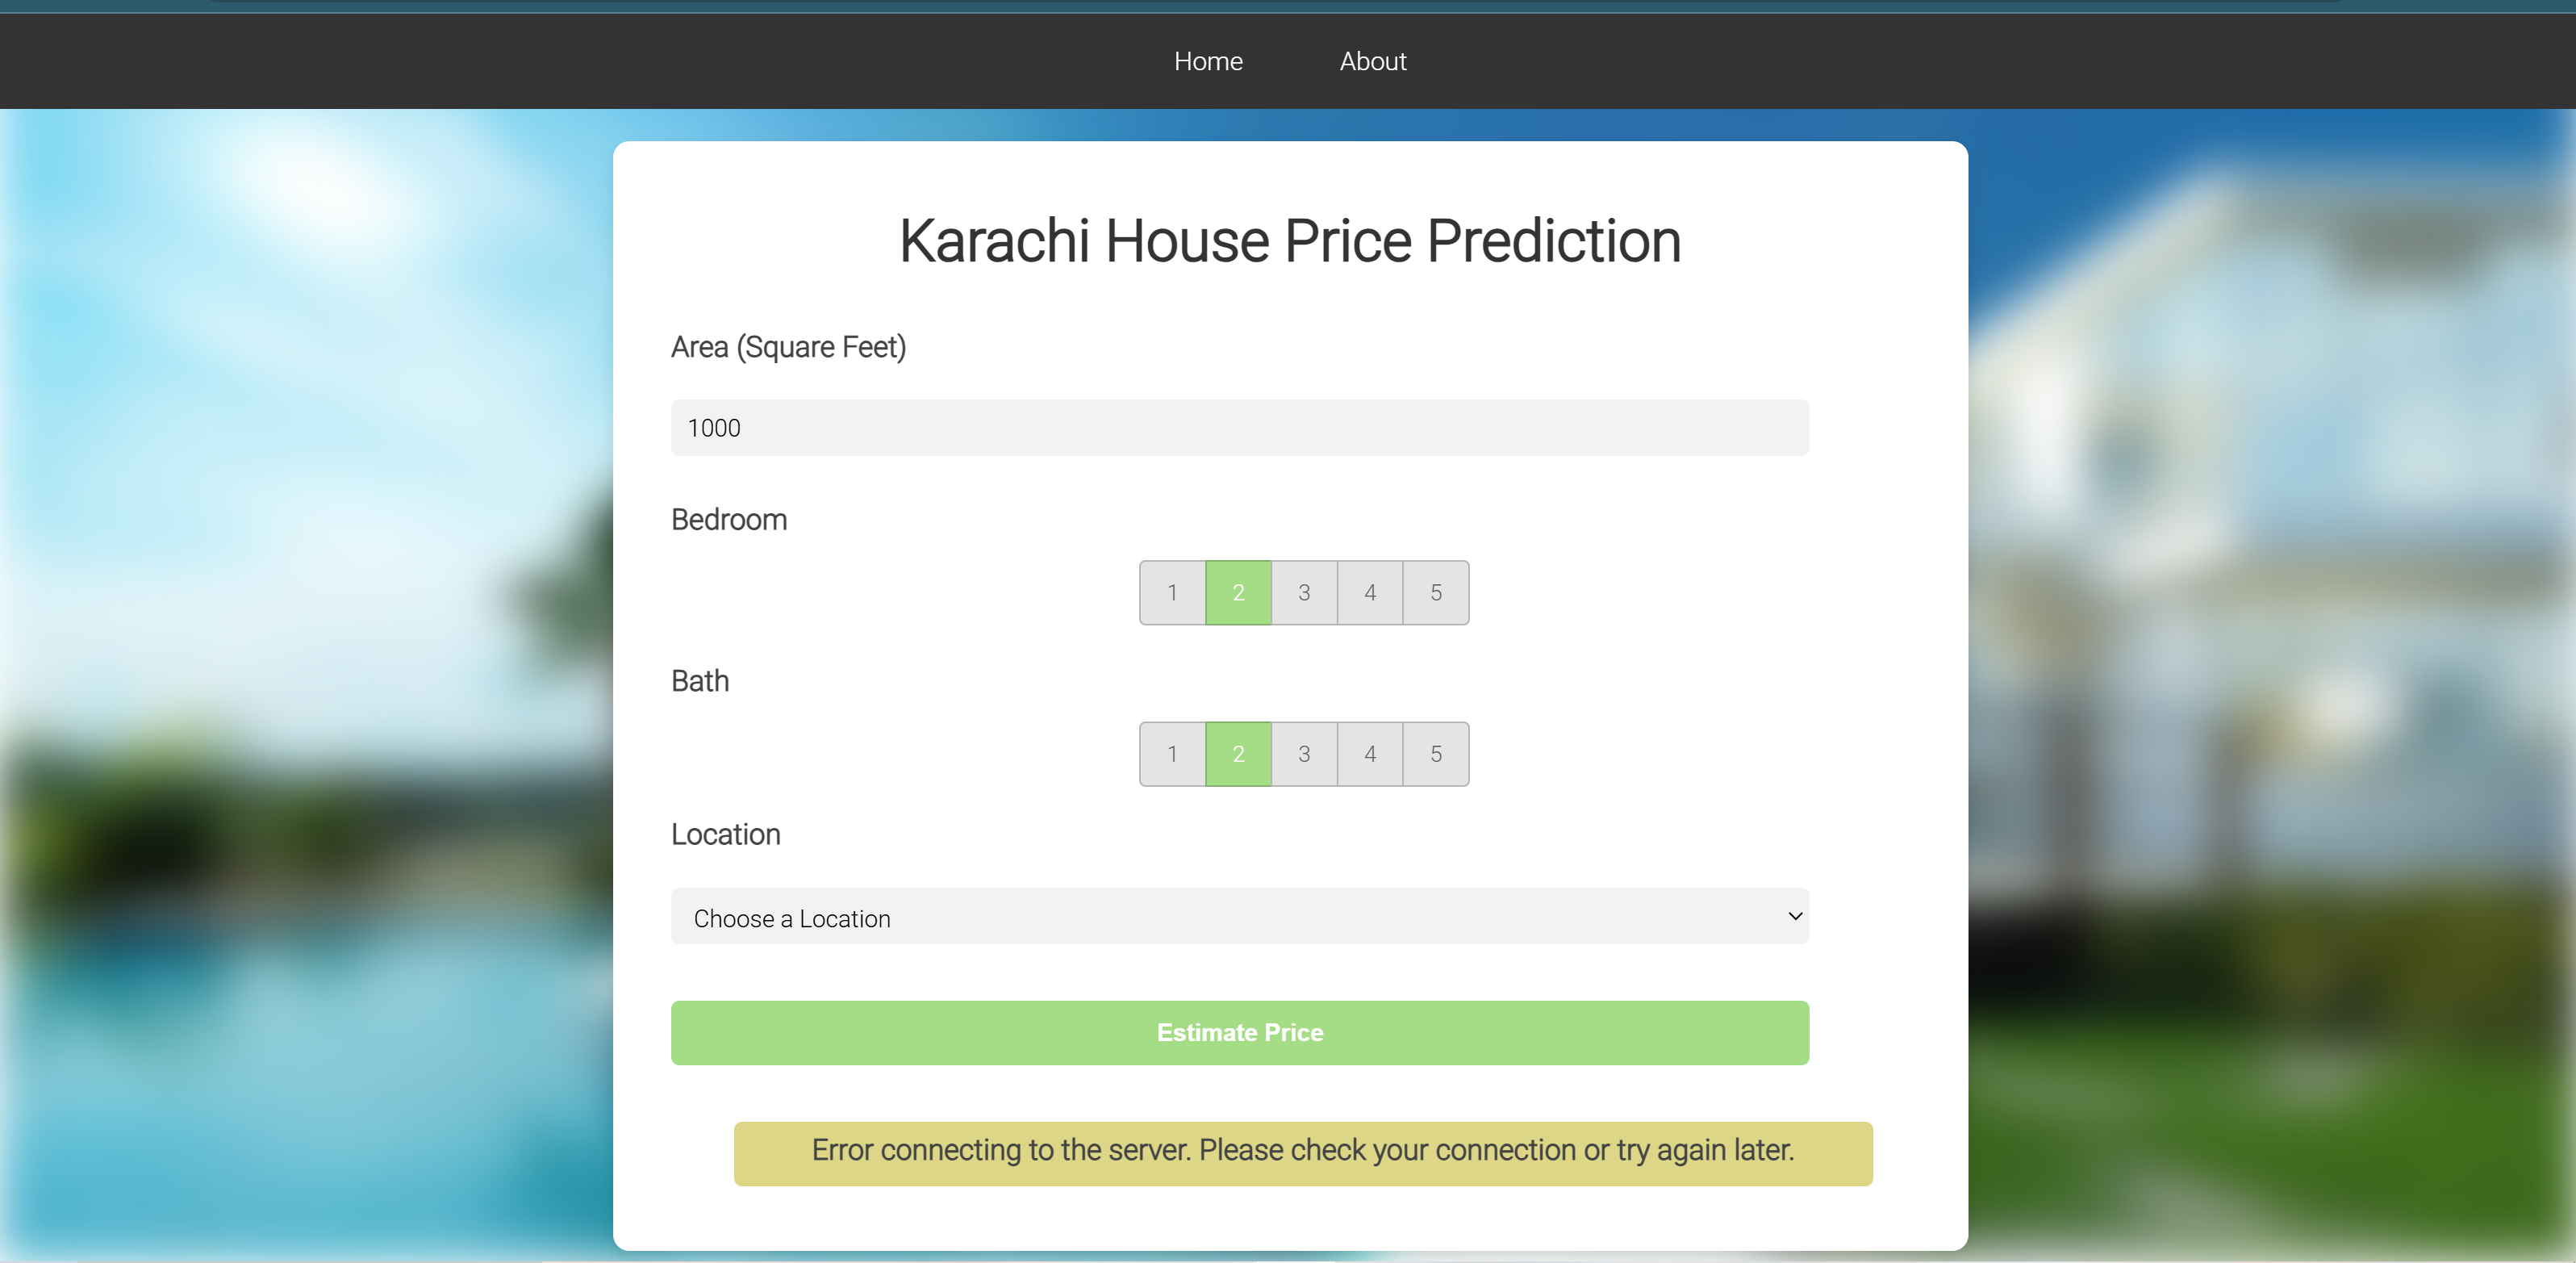 Home About
Karachi House Price Prediction
Area (Square Feet)
1000
Bedroom
1 2 3 4 5
Bath
1 2 3 4 5
Location
Choose a Location
Estimate Price
Error connecting to the server. Please check your connection or try again later.